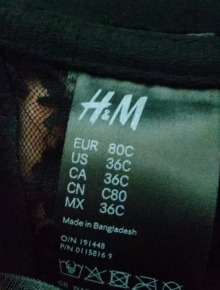 H&M
EUR 80C
US 36C
CA 36C
CN C80
MX 36C
Made in Bangladesh
O/N 191448
P/N 0115816 9